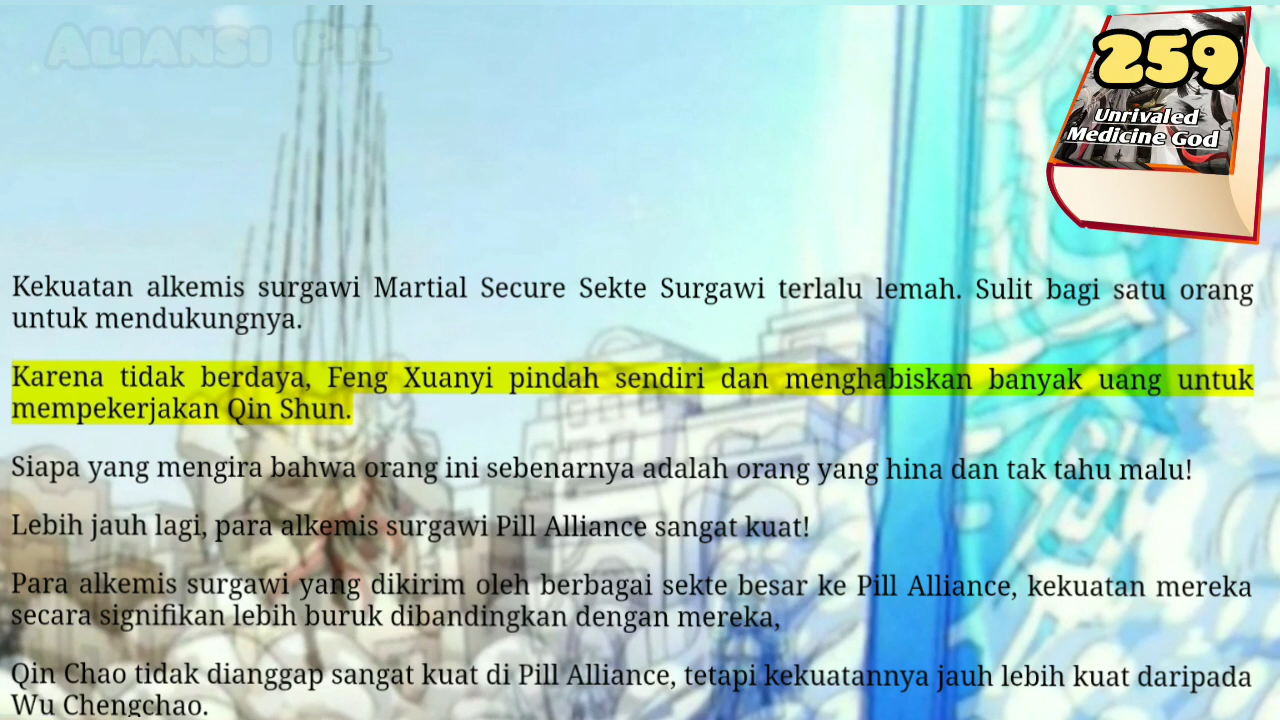 Aliansi Pil
259
Unrivaled
Medicine God
Kekuatan alkemis surgawi Martial Secure Sekte Surgawi terlalu lemah. Sulit bagi satu orang
untuk mendukungnya.
Karena tidak berdaya, Feng Xuanyi pindah sendiri dan menghabiskan banyak uang untuk
mempekerjakan Qin Shun.
Siapa yang mengira bahwa orang ini sebenarnya adalah orang yang hina dan tak tahu malu!
Lebih jauh lagi, para alkemis surgawi Pill Alliance sangat kuat!
Para alkemis surgawi yang dikirim oleh berbagai sekte besar ke Pill Alliance, kekuatan mereka
secara signifikan lebih buruk dibandingkan dengan mereka,
Qin Chao tidak dianggap sangat kuat di Pill Alliance, tetapi kekuatannya jauh lebih kuat daripada
Wu Chengchao.